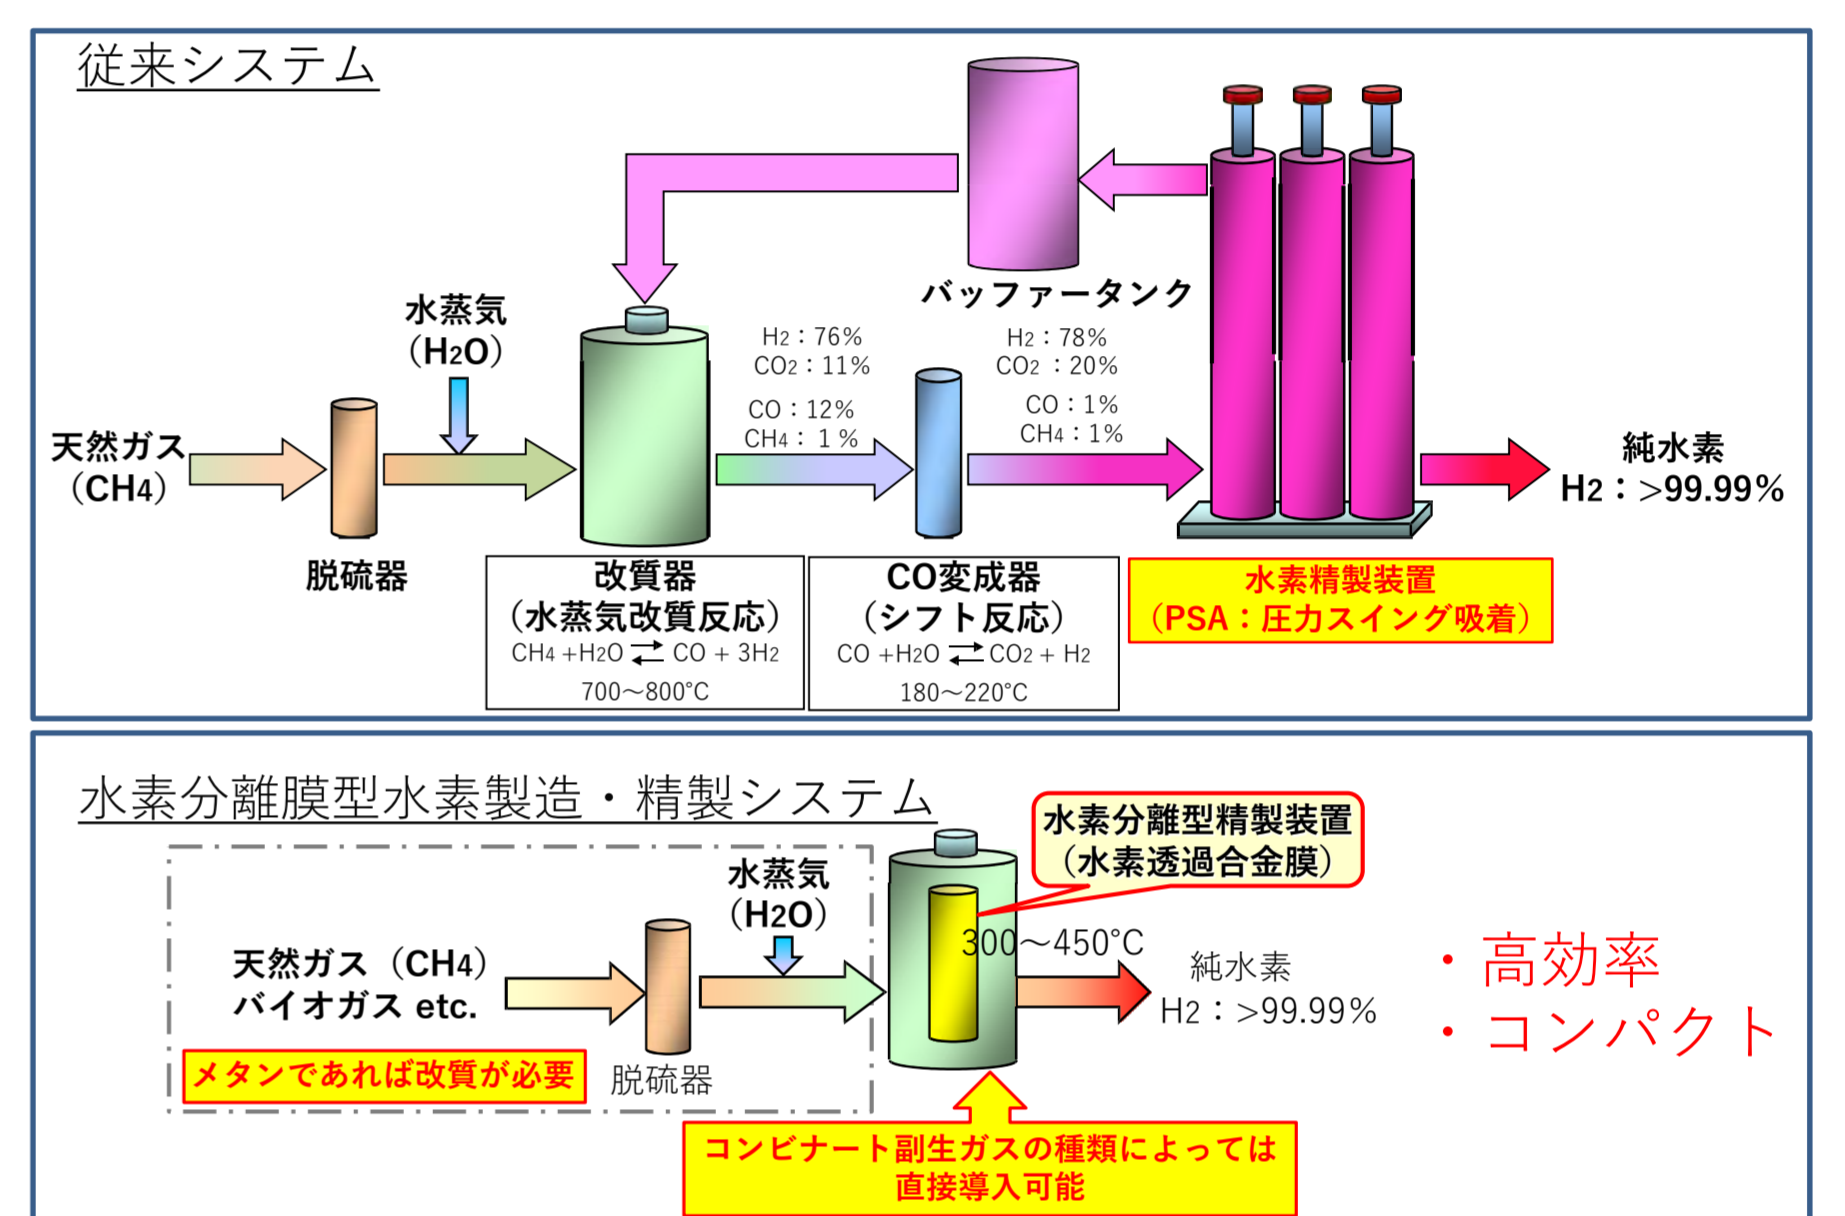 従来システム
水蒸気
（H2O）
天然ガス
（CH4）
脱硫器
バッファータンク
H2：76%
CO2：11%
CO：12%
CH4： 1 %
H2：78%
CO2 ：20%
CO：1%
CH4：1%
純水素
H2：>99.99%
改質器
（水蒸気改質反応）
CH4 +H2O ⇄ CO + 3H2
700～800°C
CO変成器
（シフト反応）
CO +H2O ⇄ CO2 + H2
180～220°C
水素精製装置
（PSA：圧力スイング吸着）
水素分離膜型水素製造・精製システム
水素分離型精製装置
（水素透過合金膜）
水蒸気
（H2O）
天然ガス（CH4）
バイオガス etc.
メタンであれば改質が必要
脱硫器
300～450°C
純水素
H2：>99.99%
・高効率
・コンパクト
コンビナート副生ガスの種類によっては
直接導入可能